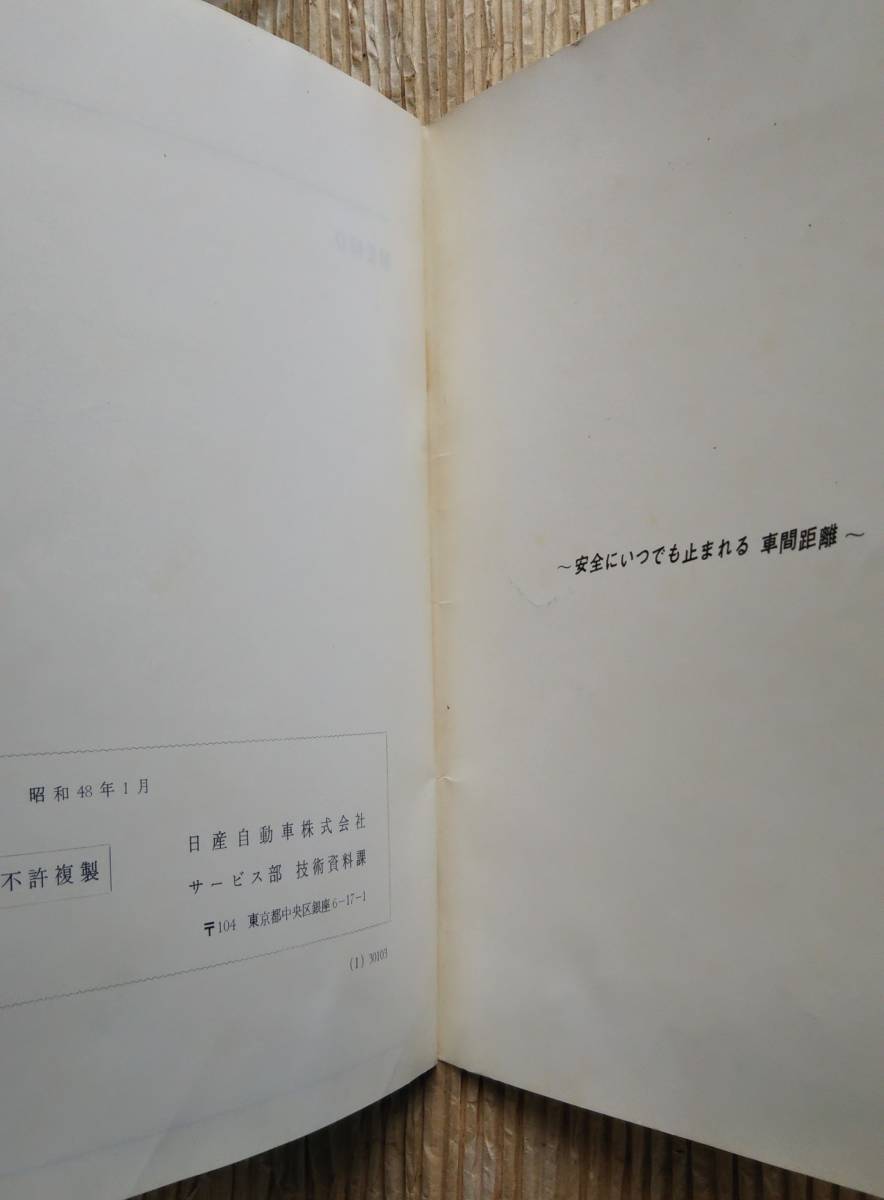 昭和48年1月
不許複製
日産自動車株式会社
サービス部 技術資料課
〒104 東京都中央区銀座6-17-1
(1) 30103
～安全にいつでも止まれる 車間距離～